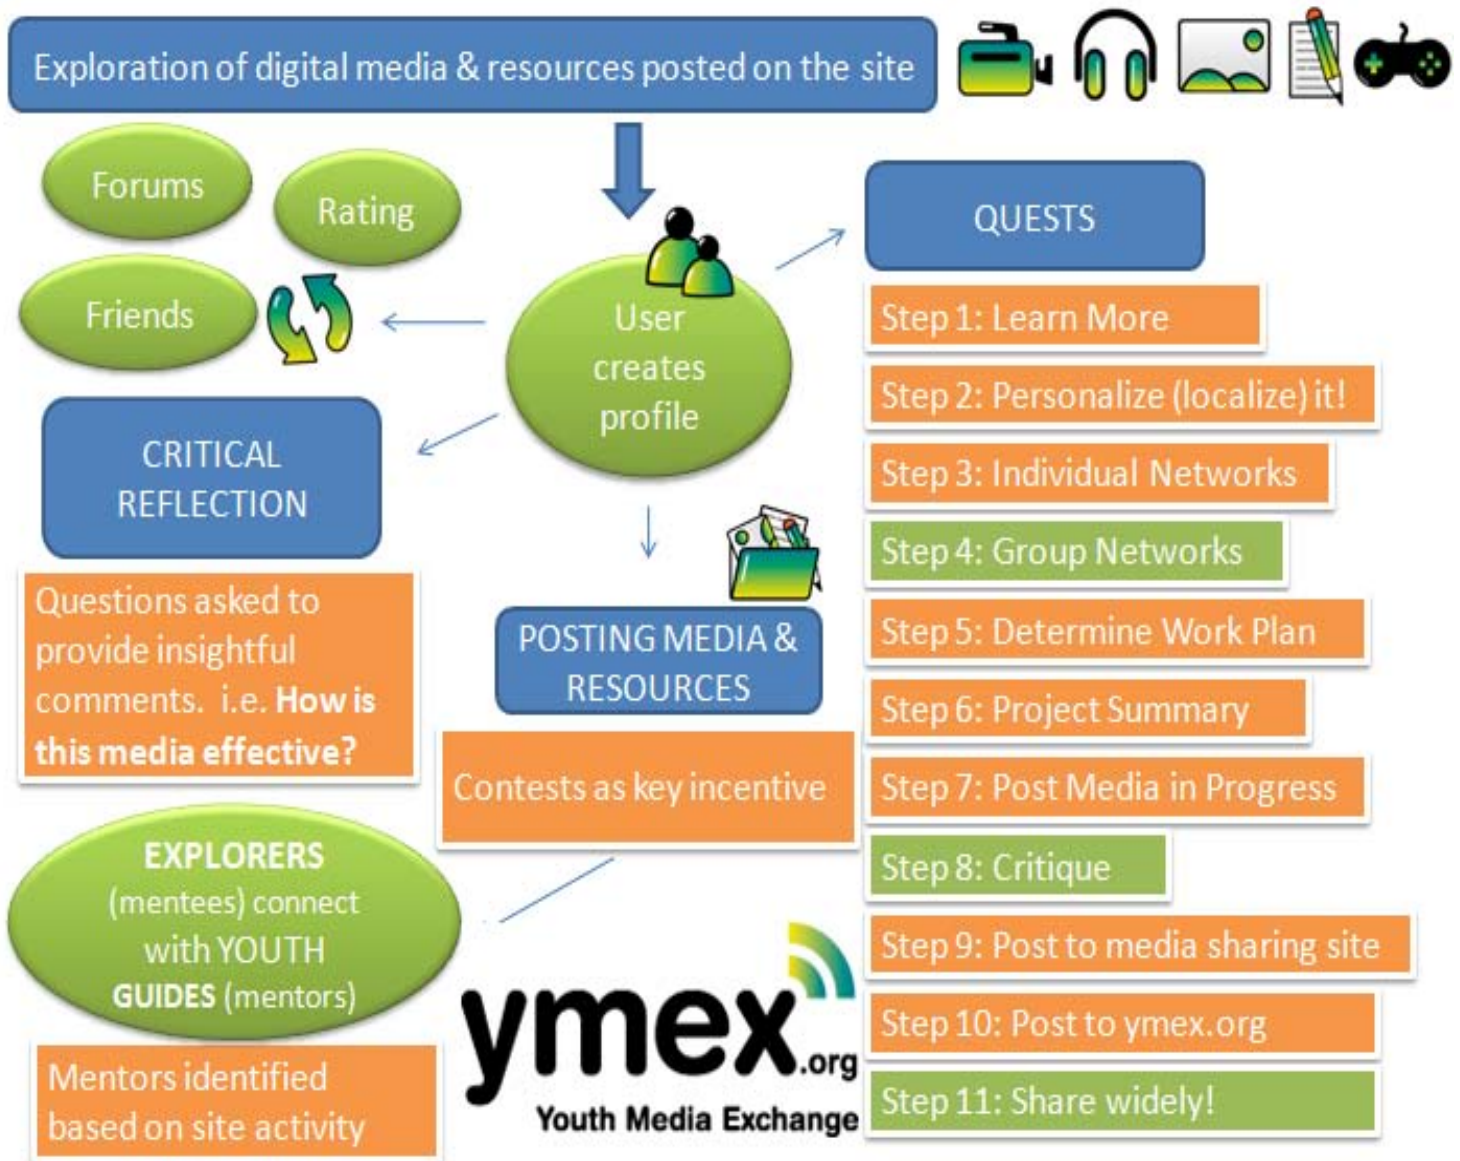 Exploration of digital media & resources posted on the site
Forums
Rating
Friends
User
creates
profile
CRITICAL
REFLECTION
Questions asked to
provide insightful
comments. i.e. How is
this media effective?
POSTING MEDIA &
RESOURCES
Contests as key incentive
EXPLORERS
(mentees) connect
with YOUTH
GUIDES (mentors)
Mentors identified
based on site activity
ymex.org
Youth Media Exchange
QUESTS
Step 1: Learn More
Step 2: Personalize (localize) it!
Step 3: Individual Networks
Step 4: Group Networks
Step 5: Determine Work Plan
Step 6: Project Summary
Step 7: Post Media in Progress
Step 8: Critique
Step 9: Post to media sharing site
Step 10: Post to ymex.org
Step 11: Share widely!